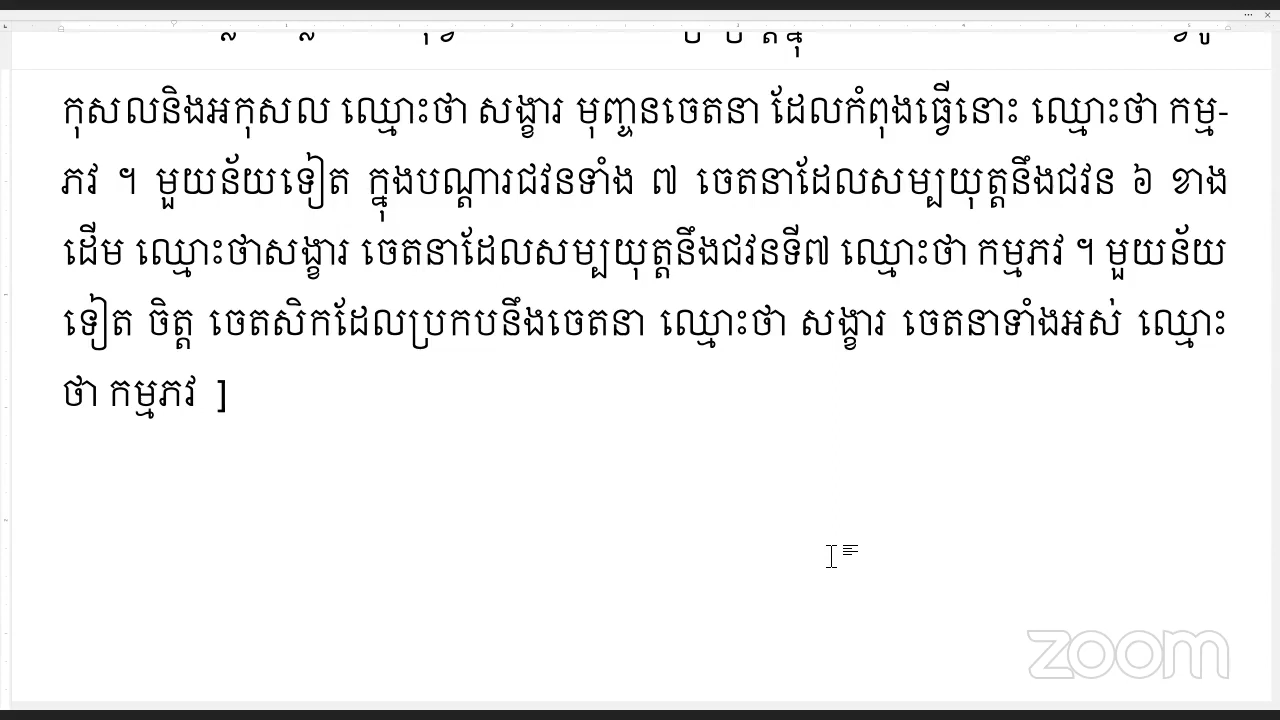 កុសលនិងអកុសល ឈ្មោះថា សង្ខារ មុញ្ចនចេតនា ដែលកំពុងធ្វើនោះ ឈ្មោះថា កម្ម-
ភវ ។ មួយន័យទៀត ក្នុងបណ្ដារជវនទាំង ៧ ចេតនាដែលសម្បយុត្តនឹងជវន ៦ ខាង
ដើម ឈ្មោះថាសង្ខារ ចេតនាដែលសម្បយុត្តនឹងជវនទី៧ ឈ្មោះថា កម្មភវ ។ មួយន័យ
ទៀត ចិត្ត ចេតសិកដែលប្រកបនឹងចេតនា ឈ្មោះថា សង្ខារ ចេតនាទាំងអស់ ឈ្មោះ
ថា កម្មភវ ]
zoom